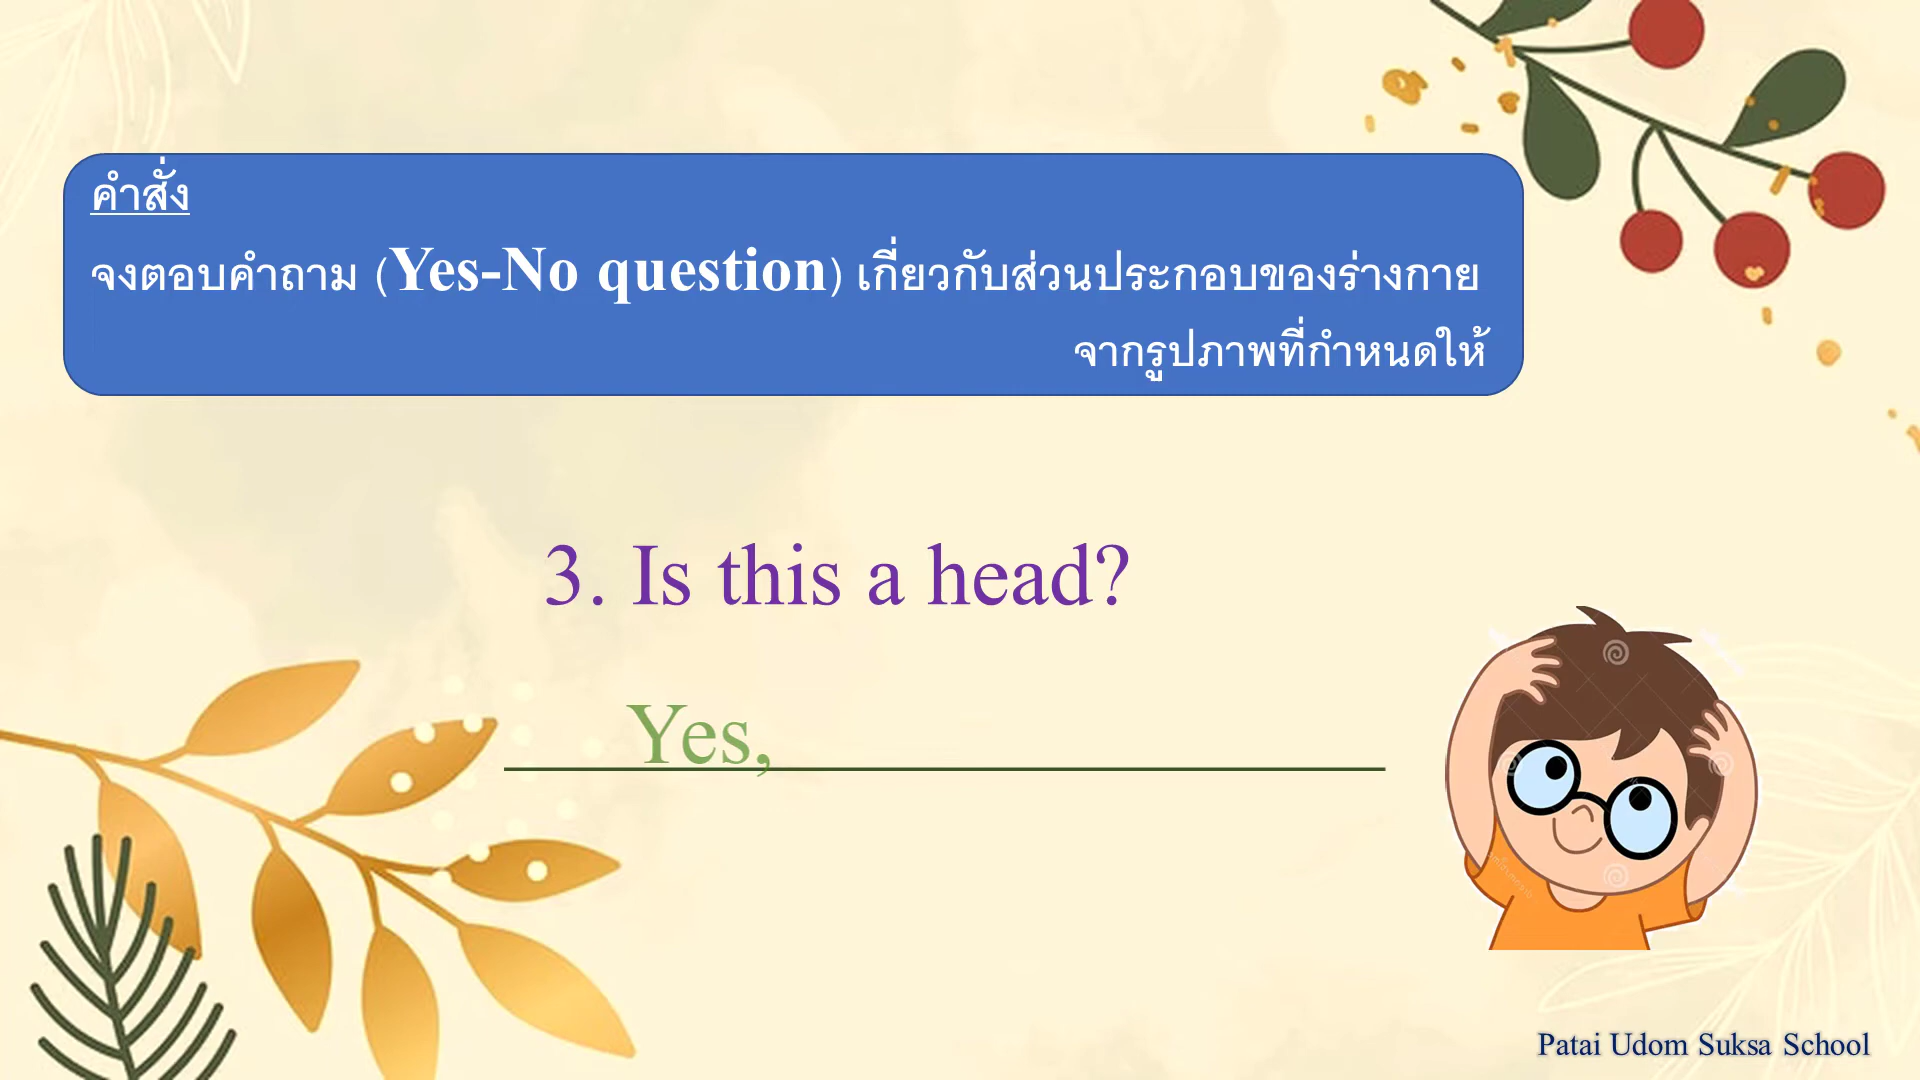 คำสั่ง
จงตอบคำถาม (Yes-No question) เกี่ยวกับส่วนประกอบของร่างกาย
จากรูปภาพที่กำหนดให้
3. Is this a head?
Yes,
Patai Udom Suksa School